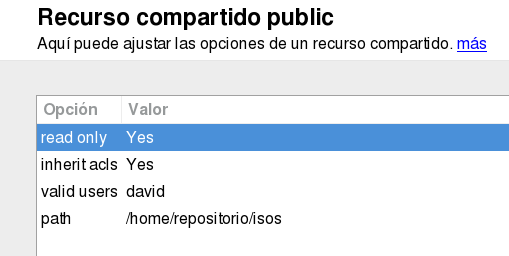 Recurso compartido public
Aquí puede ajustar las opciones de un recurso compartido. más
Opción Valor
read only Yes
inherit acls Yes
valid users david
path /home/repositorio/isos